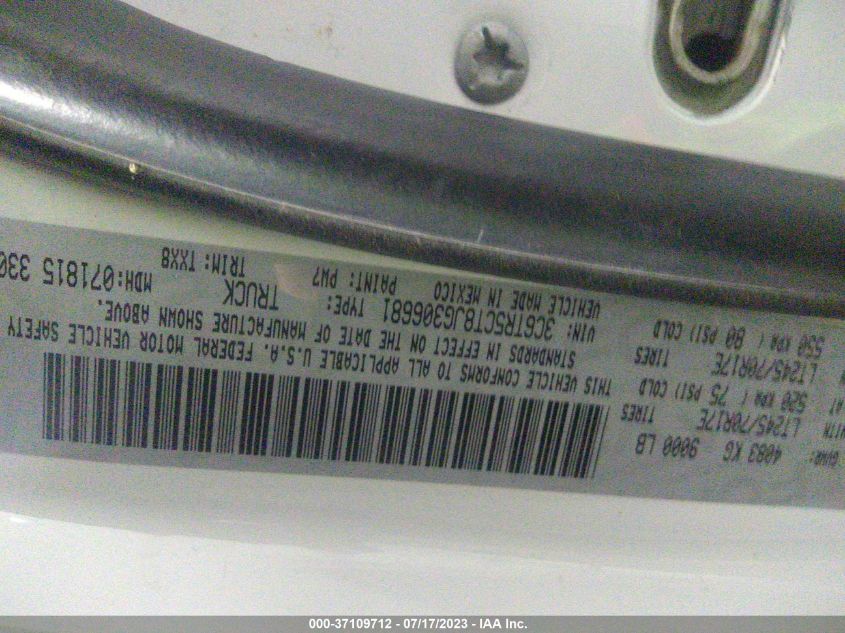 4083 KG 9000 LB
WITH LT245/70R17E TIRES
AT 520 KPA ( 75 PSI) COLD
LT245/70R17E TIRES
550 KPA ( 80 PSI) COLD
THIS VEHICLE CONFORMS TO ALL APPLICABLE U.S.A. FEDERAL MOTOR VEHICLE SAFETY
STANDARDS IN EFFECT ON THE DATE OF MANUFACTURE SHOWN ABOVE.
VIN: 3C6TR5CT8JG306681 TYPE: TRUCK MDH:071815 330
VEHICLE MADE IN MEXICO PAINT: PW7 TRIM: TXX8
000-37109712 - 07/17/2023 - IAA Inc.